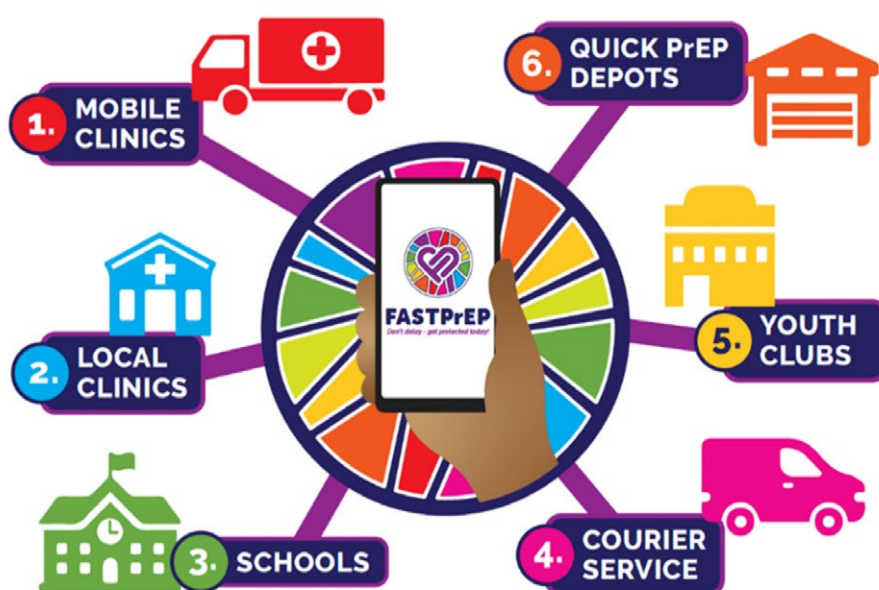 1. MOBILE
CLINICS
2. LOCAL
CLINICS
3. SCHOOLS
4. COURIER
SERVICE
5. YOUTH
CLUBS
6. QUICK PrEP
DEPOTS
FASTPrEP
Don't delay - get protected today!